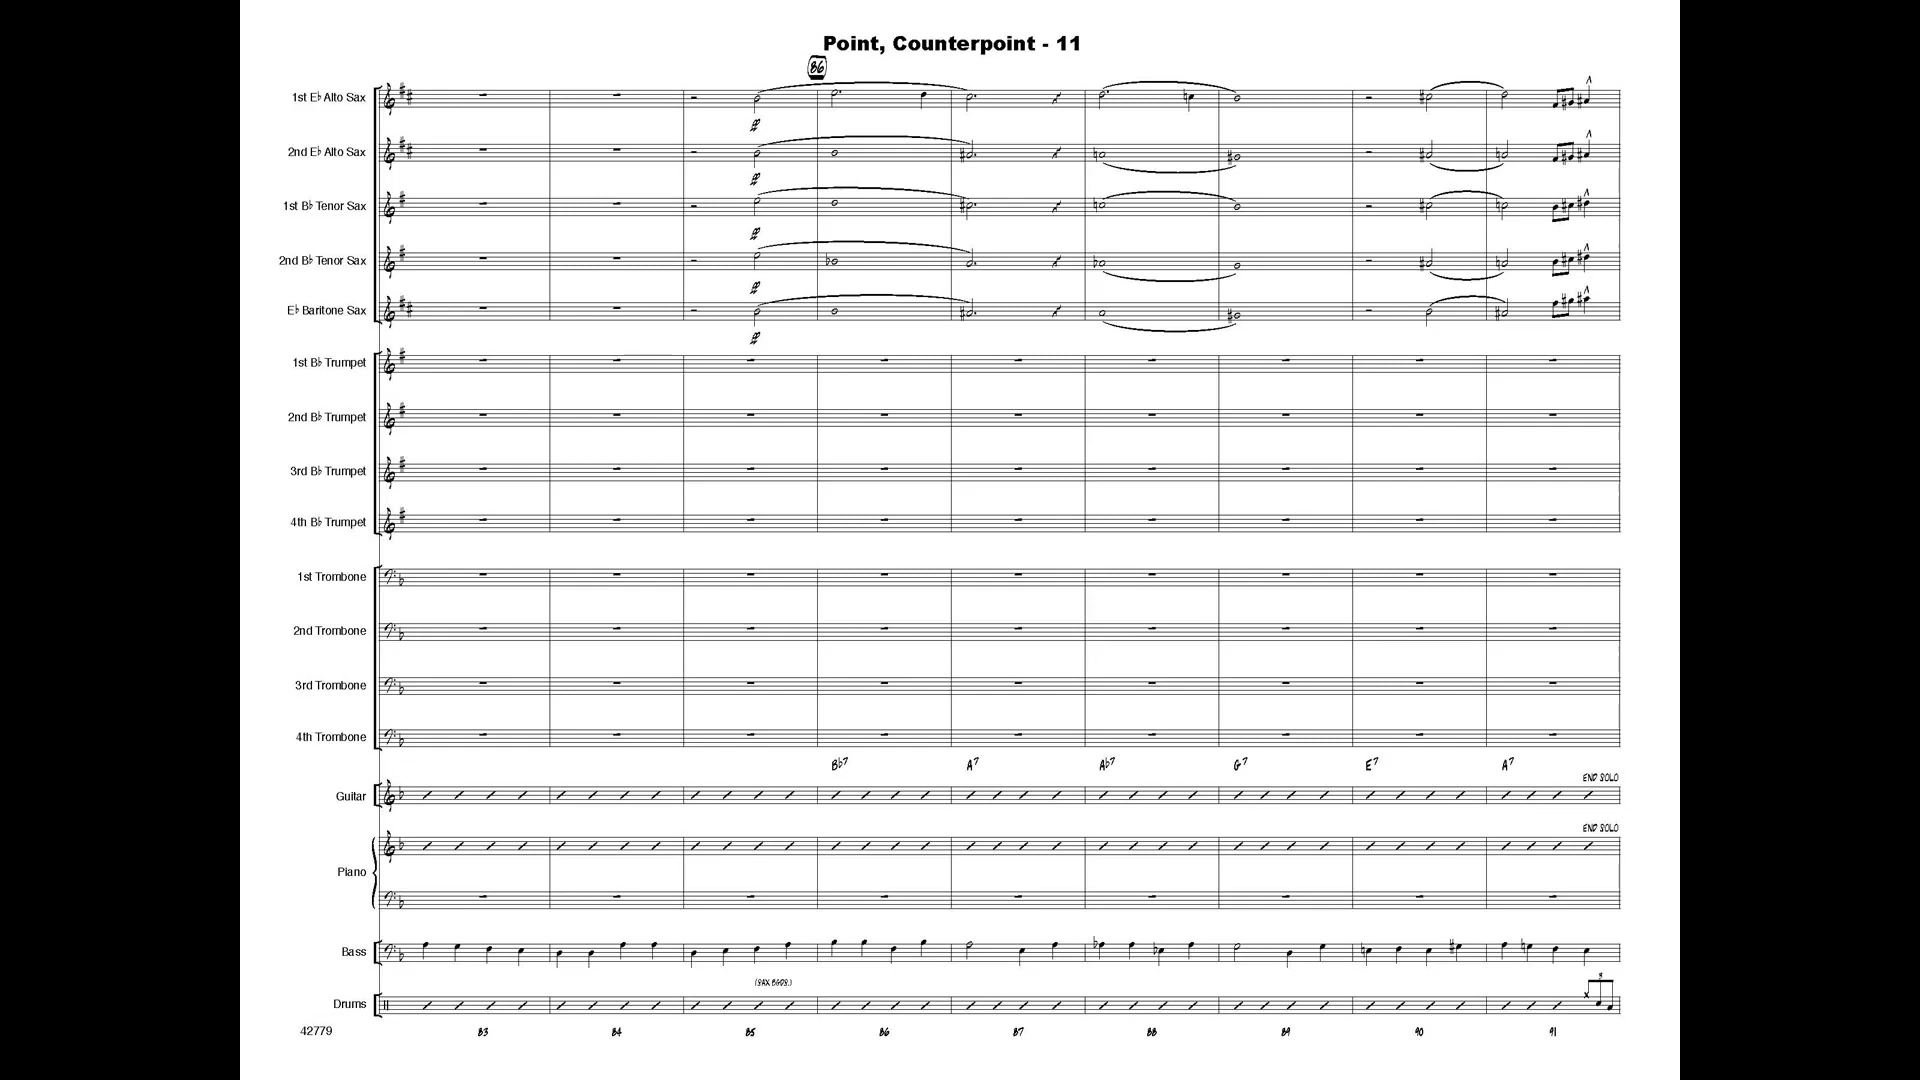 Point, Counterpoint - 11
86
1st E♭ Alto Sax
2nd E♭ Alto Sax
1st B♭ Tenor Sax
2nd B♭ Tenor Sax
E♭ Baritone Sax
1st B♭ Trumpet
2nd B♭ Trumpet
3rd B♭ Trumpet
4th B♭ Trumpet
1st Trombone
2nd Trombone
3rd Trombone
4th Trombone
B♭7 A7 A♭7 G7 E7 A7
END SOLO
Guitar
END SOLO
Piano
Bass
(SAX BGDS.)
3
Drums
42779 83 84 85 86 87 88 89 90 91